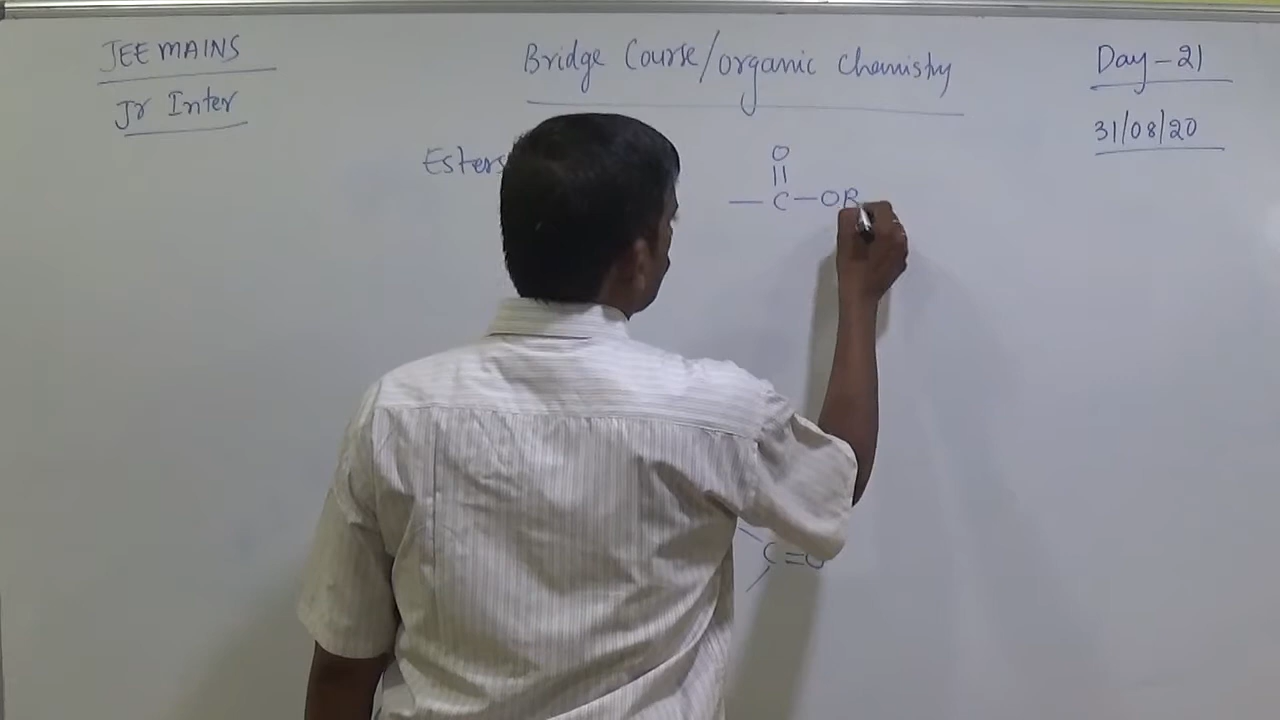 JEE MAINS
Jr Inter
Bridge Course/organic chemistry
Day-21
31/08/20
Esters
O
||
— C — OR
C=O